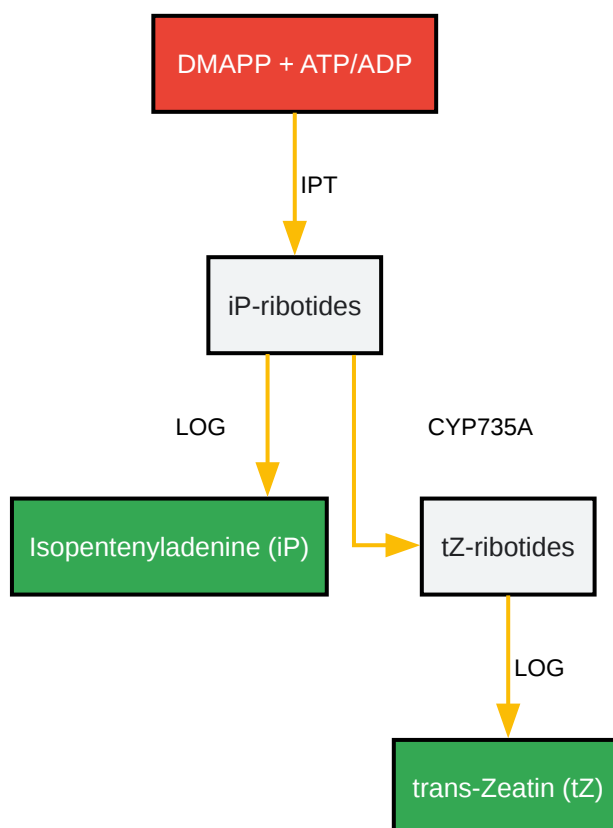 DMAPP + ATP/ADP
IPT
iP-ribotides
LOG
CYP735A
Isopentenyladenine (iP)
tZ-ribotides
LOG
trans-Zeatin (tZ)